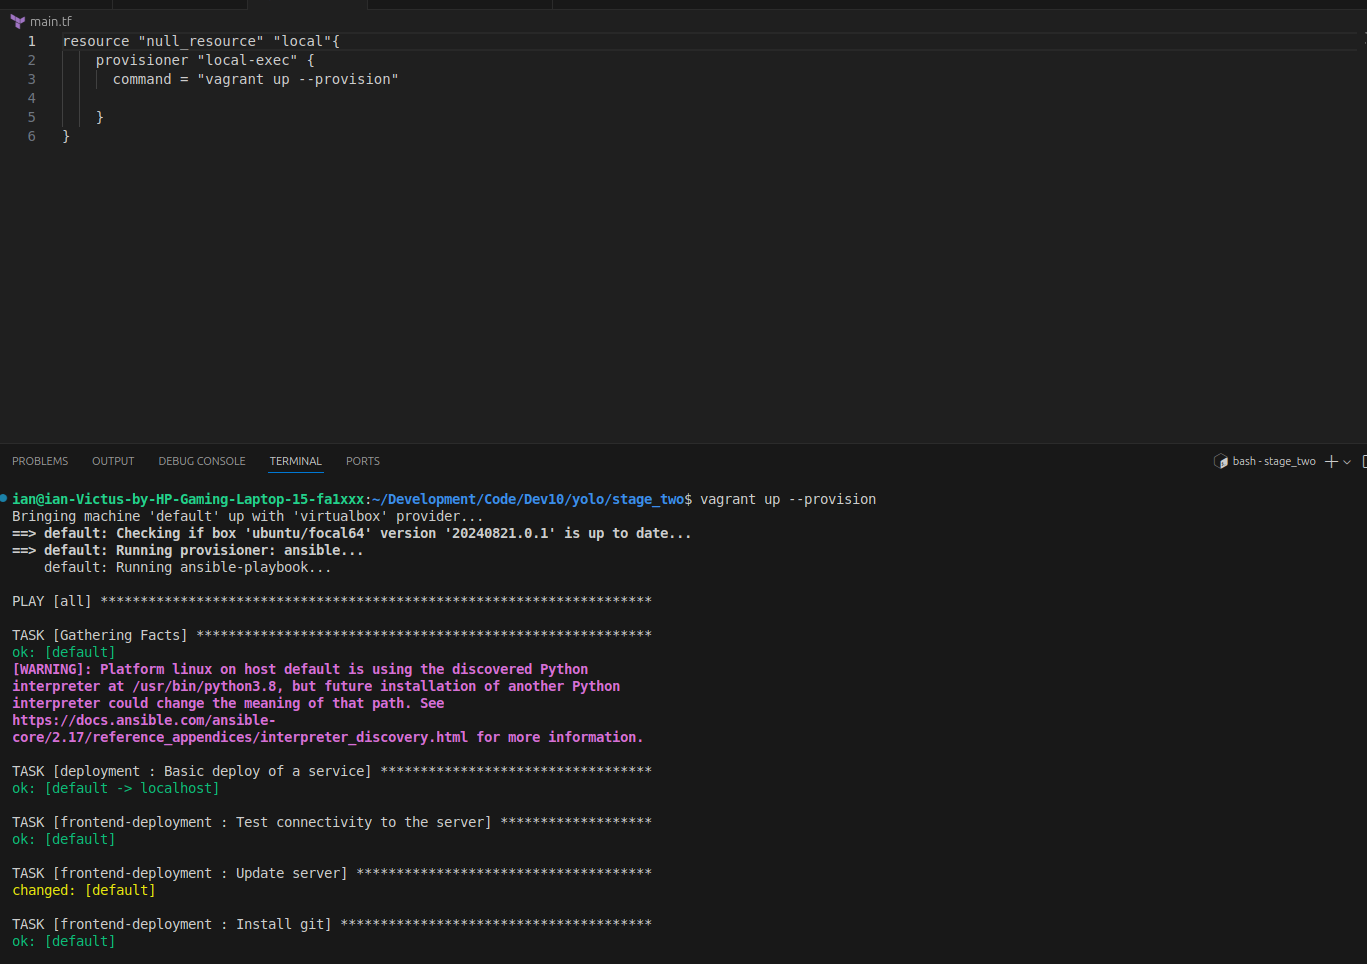 main.tf
1 resource "null_resource" "local"{
2 provisioner "local-exec" {
3 command = "vagrant up --provision"
4
5 }
6 }
PROBLEMS OUTPUT DEBUG CONSOLE TERMINAL PORTS bash - stage_two
ian@ian-Victus-by-HP-Gaming-Laptop-15-fa1xxx:~/Development/Code/Dev10/yolo/stage_two$ vagrant up --provision
Bringing machine 'default' up with 'virtualbox' provider...
==> default: Checking if box 'ubuntu/focal64' version '20240821.0.1' is up to date...
==> default: Running provisioner: ansible...
default: Running ansible-playbook...
PLAY [all] *********************************************************************
TASK [Gathering Facts] *********************************************************
ok: [default]
[WARNING]: Platform linux on host default is using the discovered Python
interpreter at /usr/bin/python3.8, but future installation of another Python
interpreter could change the meaning of that path. See
https://docs.ansible.com/ansible-
core/2.17/reference_appendices/interpreter_discovery.html for more information.
TASK [deployment : Basic deploy of a service] **********************************
ok: [default -> localhost]
TASK [frontend-deployment : Test connectivity to the server] *******************
ok: [default]
TASK [frontend-deployment : Update server] *************************************
changed: [default]
TASK [frontend-deployment : Install git] ***************************************
ok: [default]